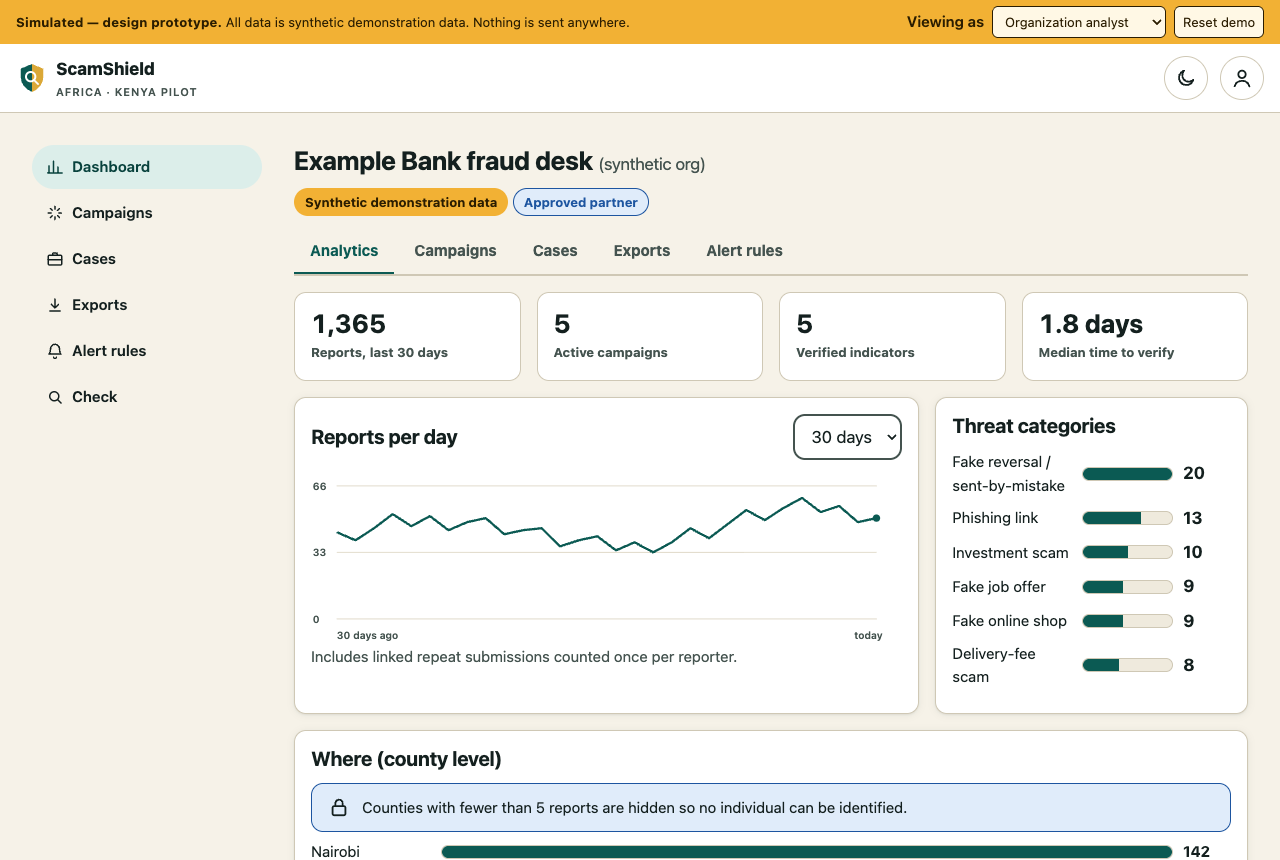 Simulated — design prototype. All data is synthetic demonstration data. Nothing is sent anywhere.
Viewing as
Organization analyst
Reset demo
ScamShield
AFRICA · KENYA PILOT
Dashboard
Campaigns
Cases
Exports
Alert rules
Check
Example Bank fraud desk (synthetic org)
Synthetic demonstration data
Approved partner
Analytics
Campaigns
Cases
Exports
Alert rules
1,365
Reports, last 30 days
5
Active campaigns
5
Verified indicators
1.8 days
Median time to verify
Reports per day
30 days
66
33
0
30 days ago
today
Includes linked repeat submissions counted once per reporter.
Threat categories
Fake reversal /
sent-by-mistake
20
Phishing link
13
Investment scam
10
Fake job offer
9
Fake online shop
9
Delivery-fee
scam
8
Where (county level)
Counties with fewer than 5 reports are hidden so no individual can be identified.
Nairobi
142